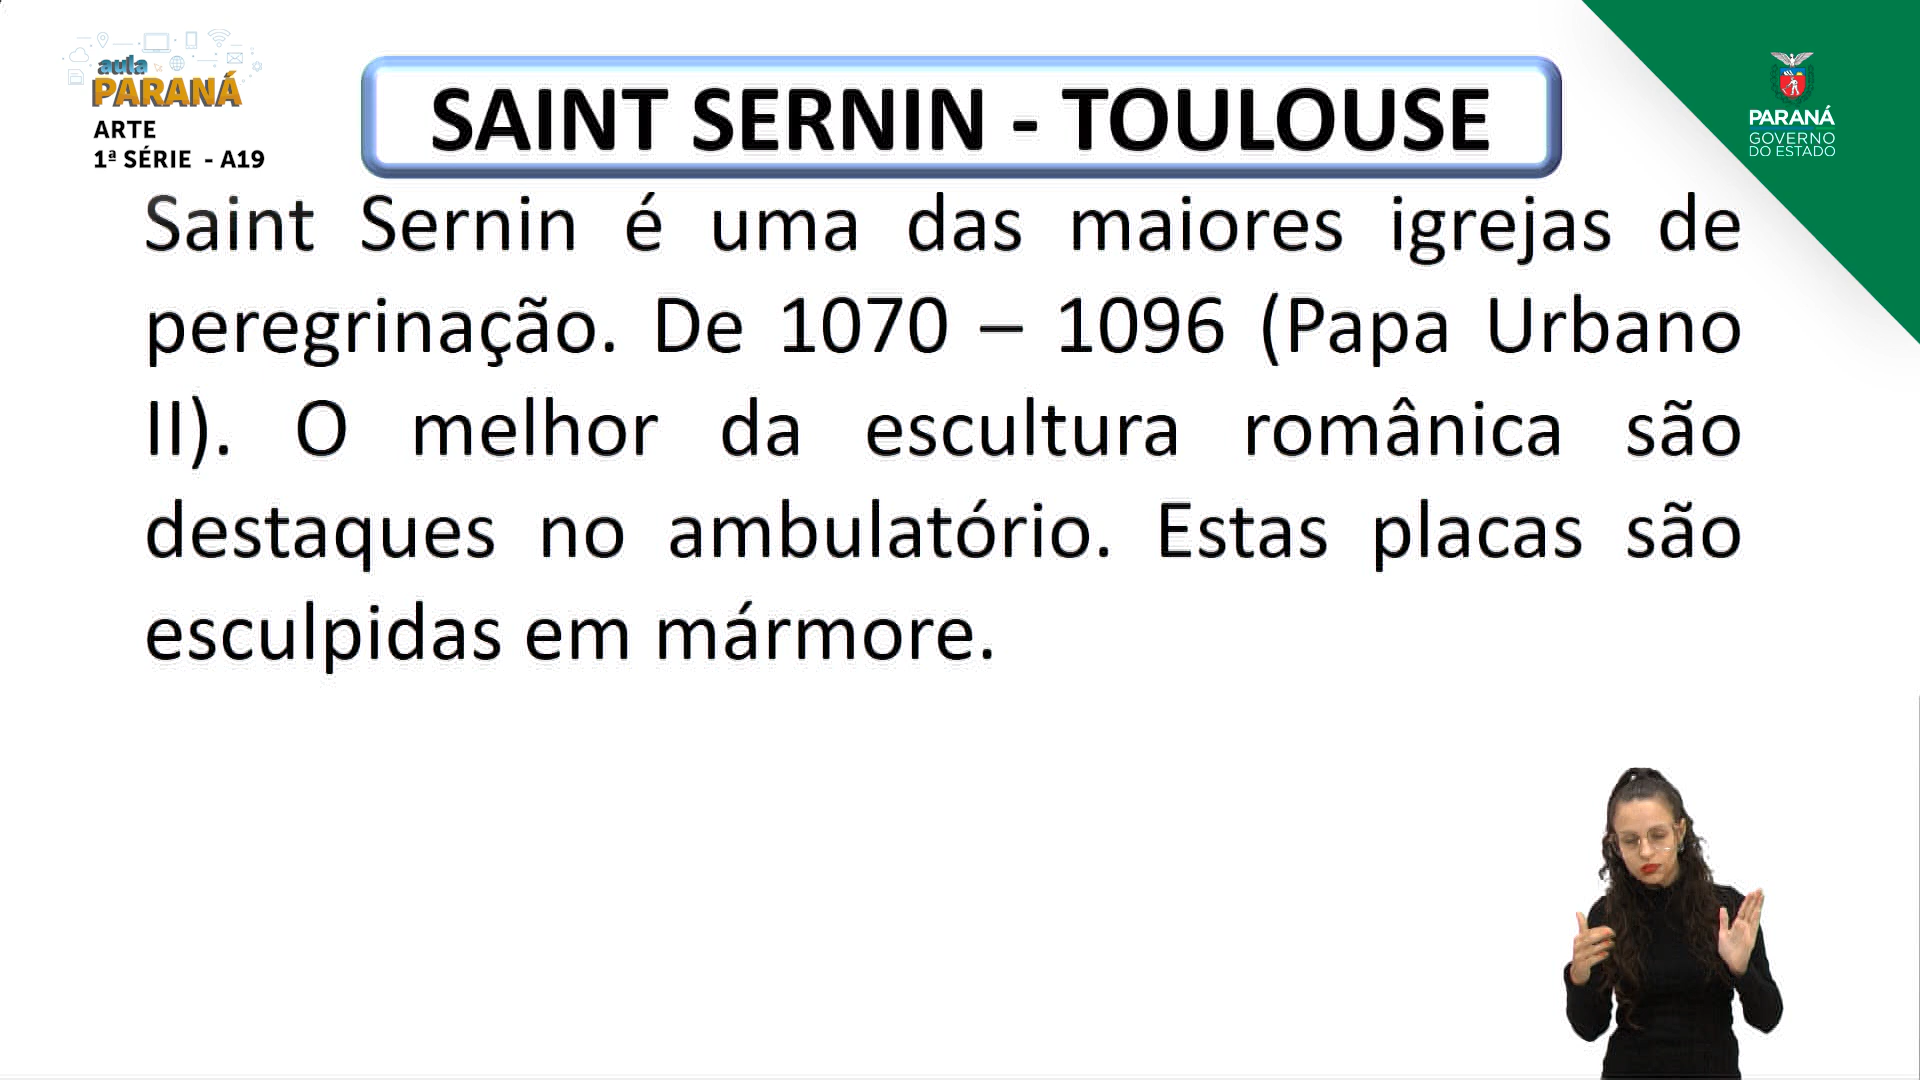 aula
PARANÁ
ARTE
1ª SÉRIE - A19
SAINT SERNIN - TOULOUSE
PARANÁ
GOVERNO
DO ESTADO
Saint Sernin é uma das maiores igrejas de
peregrinação. De 1070 – 1096 (Papa Urbano
II). O melhor da escultura românica são
destaques no ambulatório. Estas placas são
esculpidas em mármore.